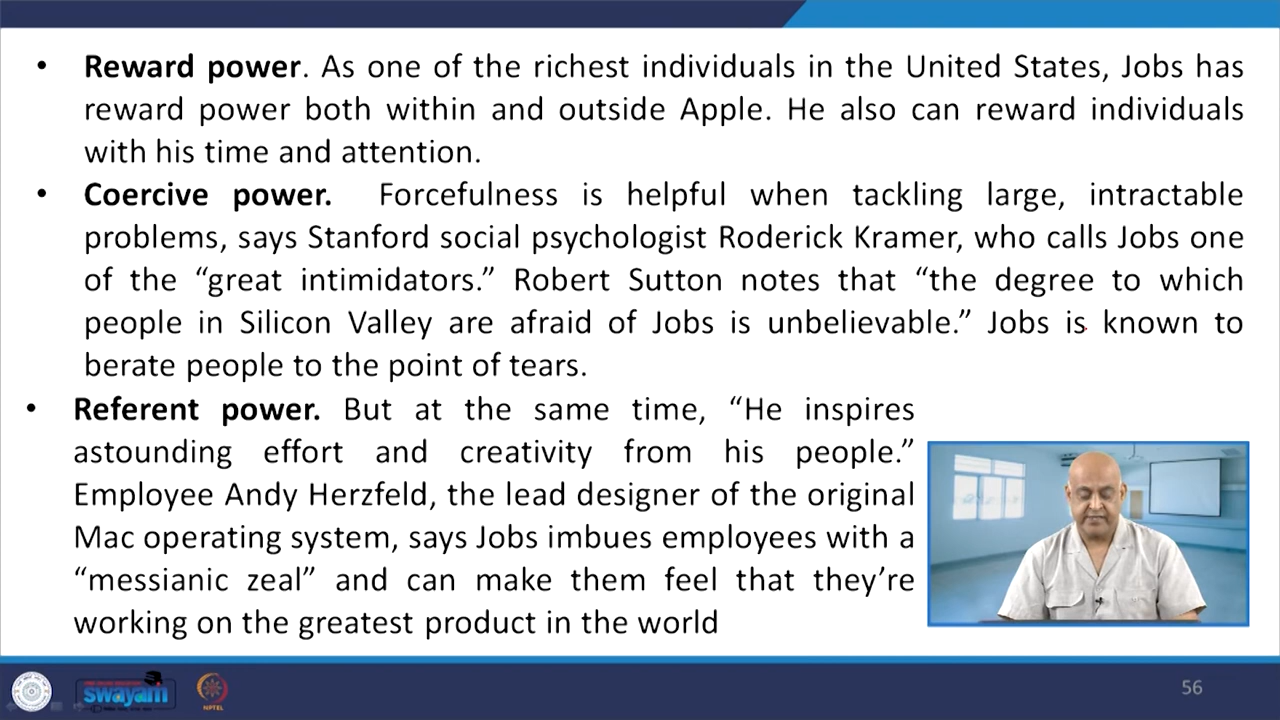 • Reward power. As one of the richest individuals in the United States, Jobs has
reward power both within and outside Apple. He also can reward individuals
with his time and attention.
• Coercive power. Forcefulness is helpful when tackling large, intractable
problems, says Stanford social psychologist Roderick Kramer, who calls Jobs one
of the “great intimidators.” Robert Sutton notes that “the degree to which
people in Silicon Valley are afraid of Jobs is unbelievable.” Jobs is known to
berate people to the point of tears.
• Referent power. But at the same time, “He inspires
astounding effort and creativity from his people.”
Employee Andy Herzfeld, the lead designer of the original
Mac operating system, says Jobs imbues employees with a
“messianic zeal” and can make them feel that they’re
working on the greatest product in the world
swayam
NPTEL
56